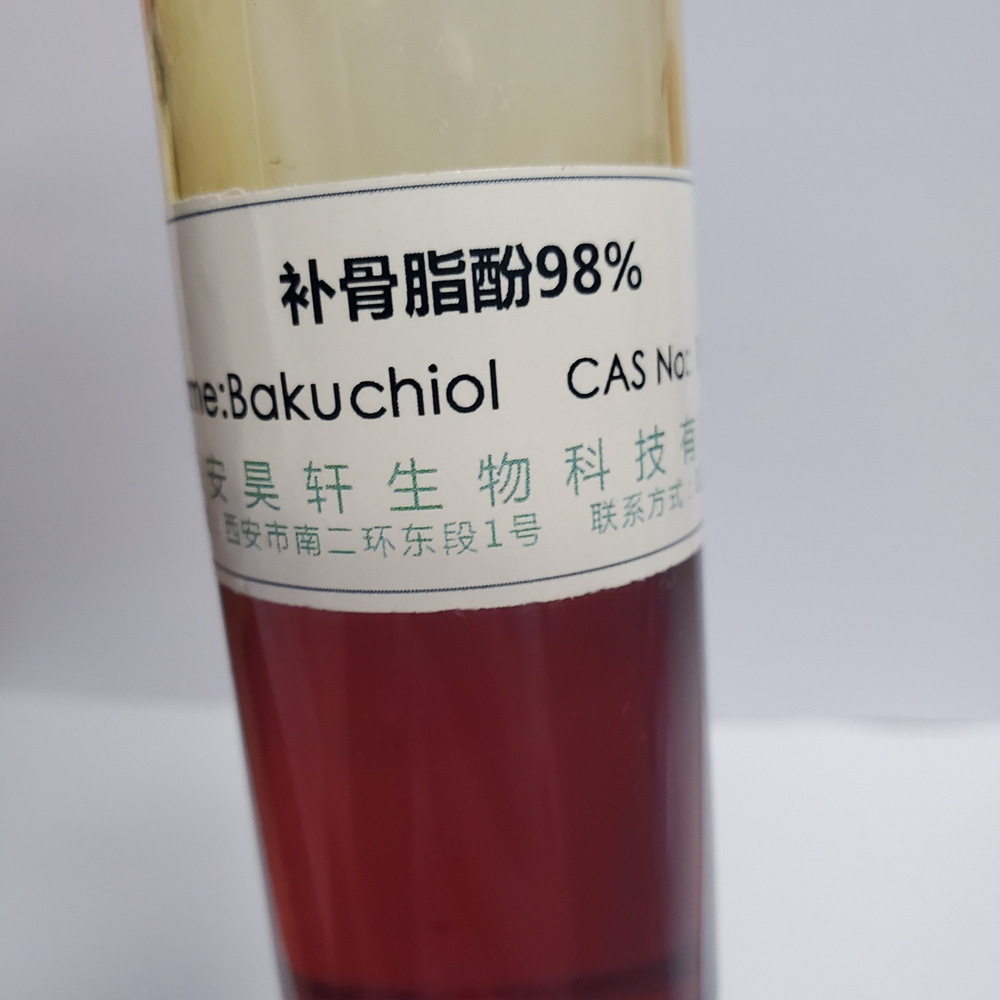 补骨脂酚98%
me:Bakuchiol CAS No:
安昊轩生物科技有
西安市南二环东段1号 联系方式: